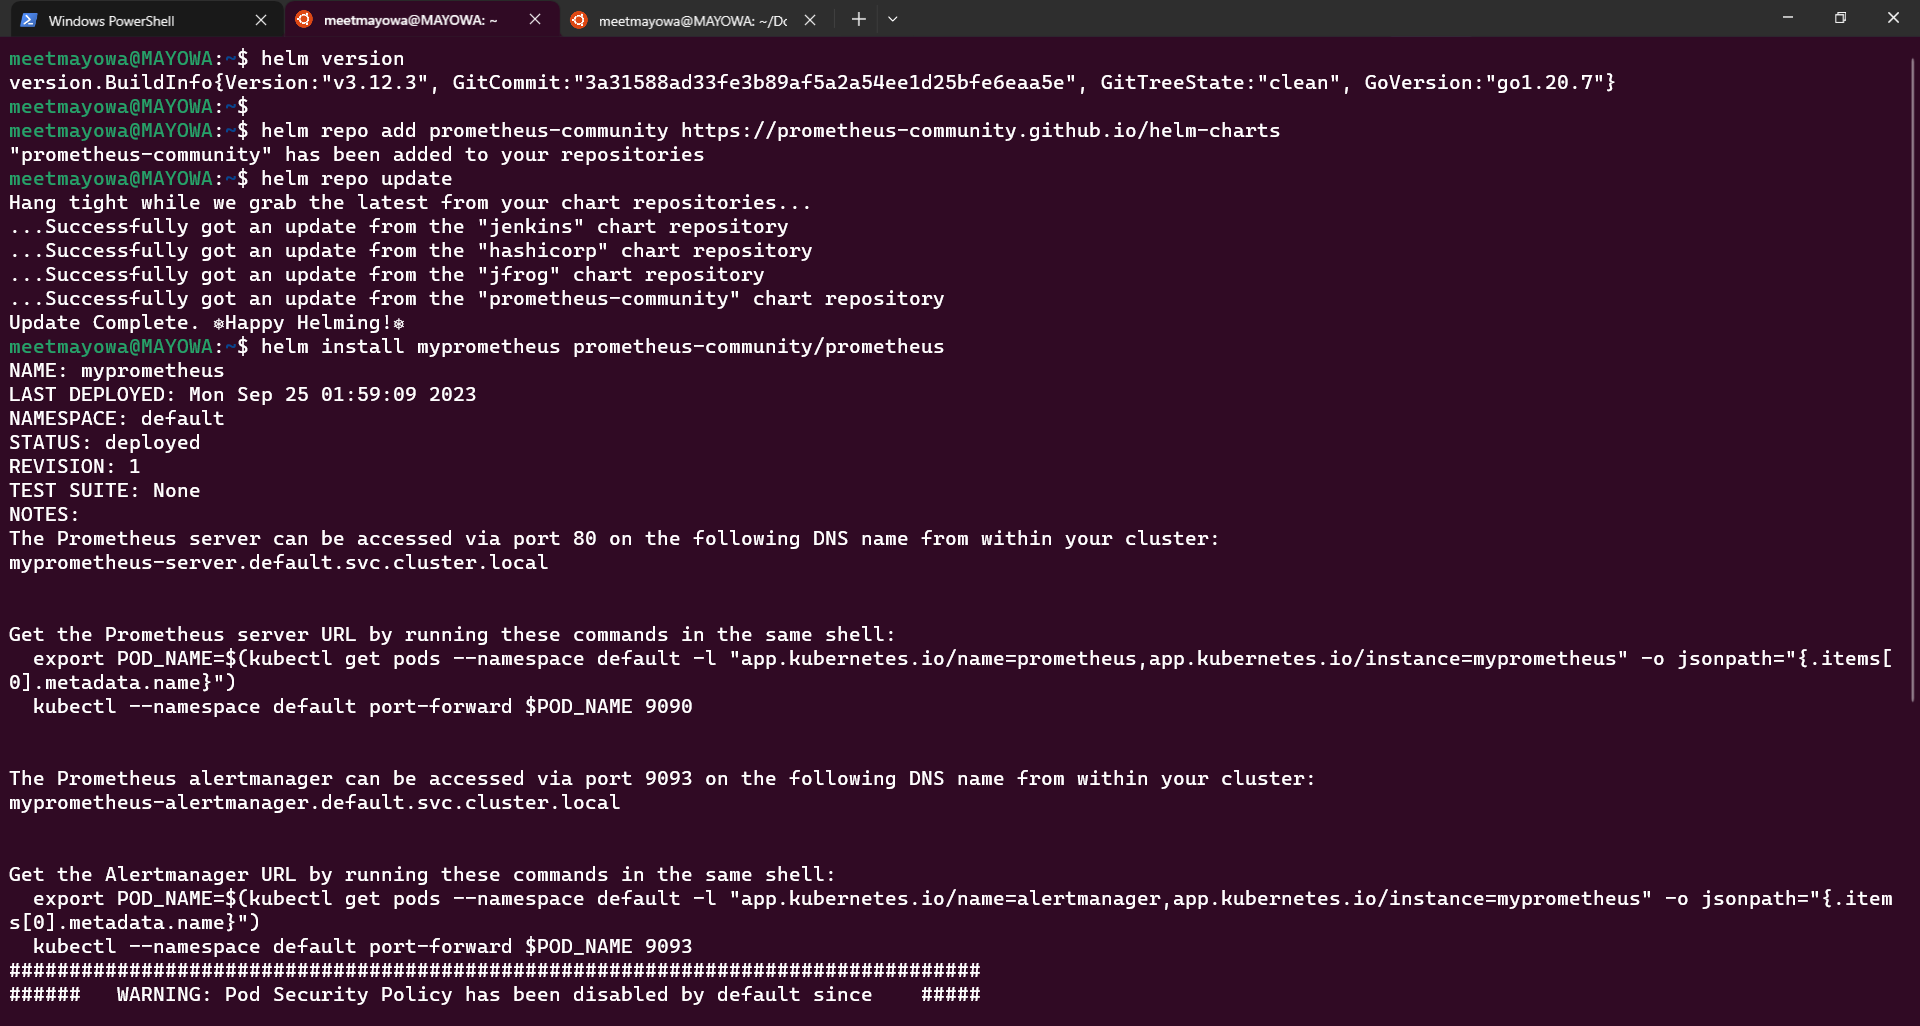 Windows PowerShell
meetmayowa@MAYOWA: ~
meetmayowa@MAYOWA: ~/Dc
meetmayowa@MAYOWA:~$ helm version
version.BuildInfo{Version:"v3.12.3", GitCommit:"3a31588ad33fe3b89af5a2a54ee1d25bfe6eaa5e", GitTreeState:"clean", GoVersion:"go1.20.7"}
meetmayowa@MAYOWA:~$
meetmayowa@MAYOWA:~$ helm repo add prometheus-community https://prometheus-community.github.io/helm-charts
"prometheus-community" has been added to your repositories
meetmayowa@MAYOWA:~$ helm repo update
Hang tight while we grab the latest from your chart repositories...
...Successfully got an update from the "jenkins" chart repository
...Successfully got an update from the "hashicorp" chart repository
...Successfully got an update from the "jfrog" chart repository
...Successfully got an update from the "prometheus-community" chart repository
Update Complete. ⎈Happy Helming!⎈
meetmayowa@MAYOWA:~$ helm install myprometheus prometheus-community/prometheus
NAME: myprometheus
LAST DEPLOYED: Mon Sep 25 01:59:09 2023
NAMESPACE: default
STATUS: deployed
REVISION: 1
TEST SUITE: None
NOTES:
The Prometheus server can be accessed via port 80 on the following DNS name from within your cluster:
myprometheus-server.default.svc.cluster.local
Get the Prometheus server URL by running these commands in the same shell:
  export POD_NAME=$(kubectl get pods --namespace default -l "app.kubernetes.io/name=prometheus,app.kubernetes.io/instance=myprometheus" -o jsonpath="{.items[
0].metadata.name}")
  kubectl --namespace default port-forward $POD_NAME 9090
The Prometheus alertmanager can be accessed via port 9093 on the following DNS name from within your cluster:
myprometheus-alertmanager.default.svc.cluster.local
Get the Alertmanager URL by running these commands in the same shell:
  export POD_NAME=$(kubectl get pods --namespace default -l "app.kubernetes.io/name=alertmanager,app.kubernetes.io/instance=myprometheus" -o jsonpath="{.item
s[0].metadata.name}")
  kubectl --namespace default port-forward $POD_NAME 9093
#################################################################################
######   WARNING: Pod Security Policy has been disabled by default since    #####